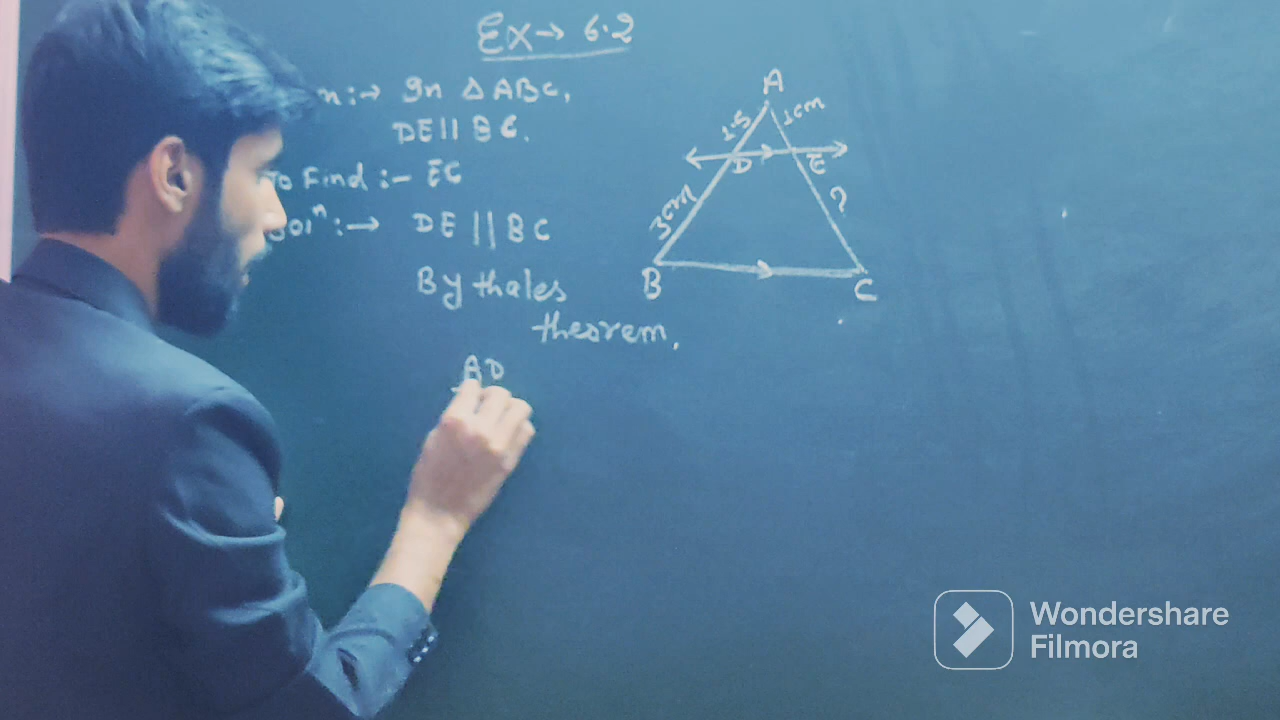 Ex→ 6.2
n:→ In △ABC,
DE||BC.
To Find :- EC
Solⁿ :→ DE||BC
By thales
theorem,
AD
A
1.5
1cm
D
E
3cm
?
B
C
Wondershare
Filmora